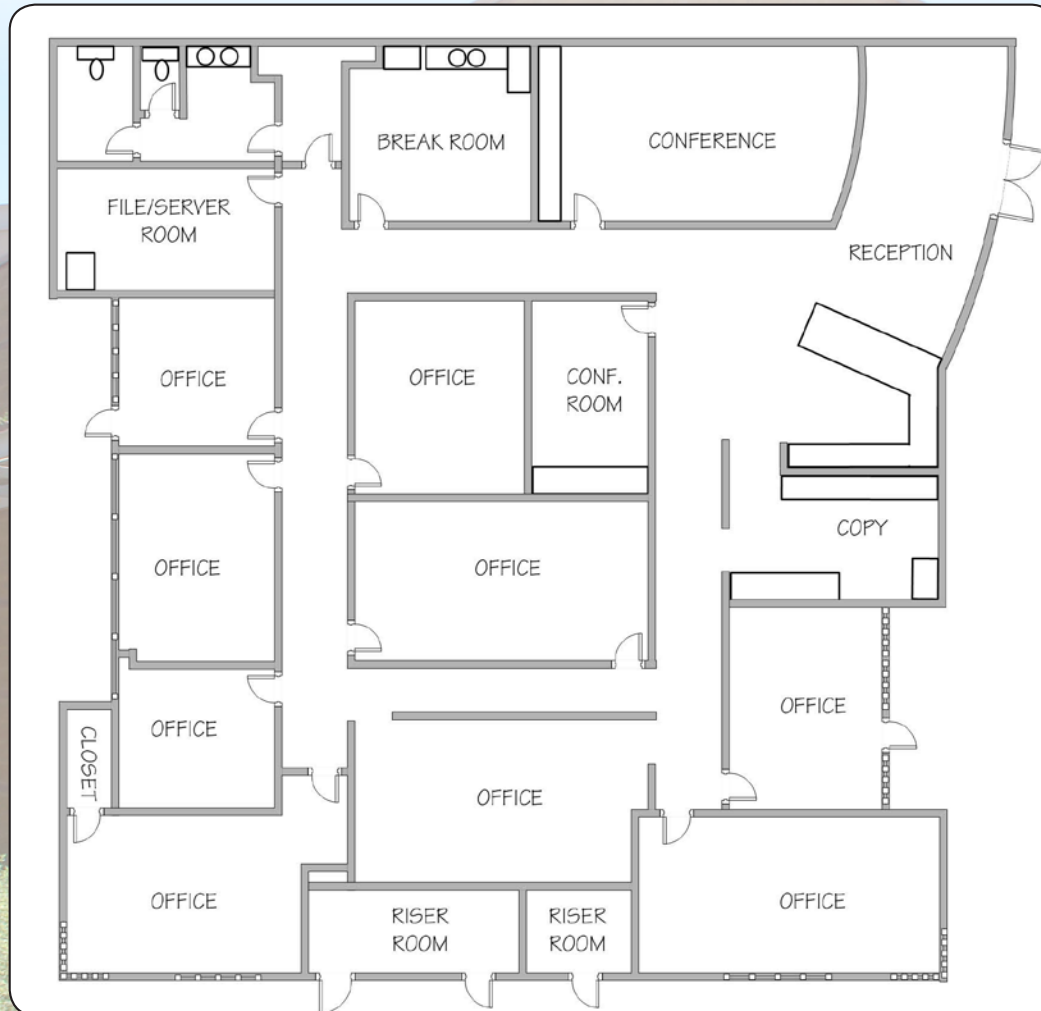 BREAK ROOM
CONFERENCE
FILE/SERVER
ROOM
RECEPTION
OFFICE
OFFICE
CONF.
ROOM
COPY
OFFICE
OFFICE
OFFICE
OFFICE
CLOSET
OFFICE
OFFICE
OFFICE
RISER
ROOM
RISER
ROOM
OFFICE